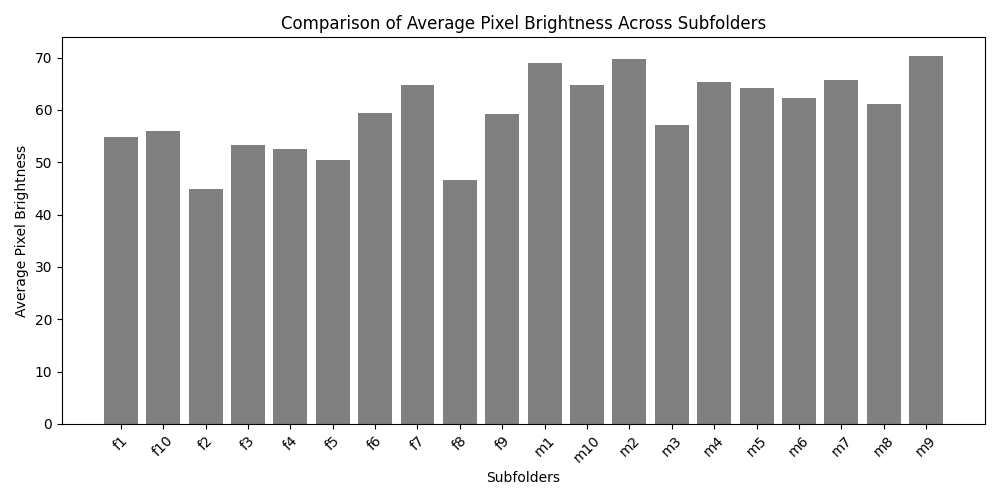 Comparison of Average Pixel Brightness Across Subfolders
Average Pixel Brightness
70
60
50
40
30
20
10
0
f1 f10 f2 f3 f4 f5 f6 f7 f8 f9 m1 m10 m2 m3 m4 m5 m6 m7 m8 m9
Subfolders